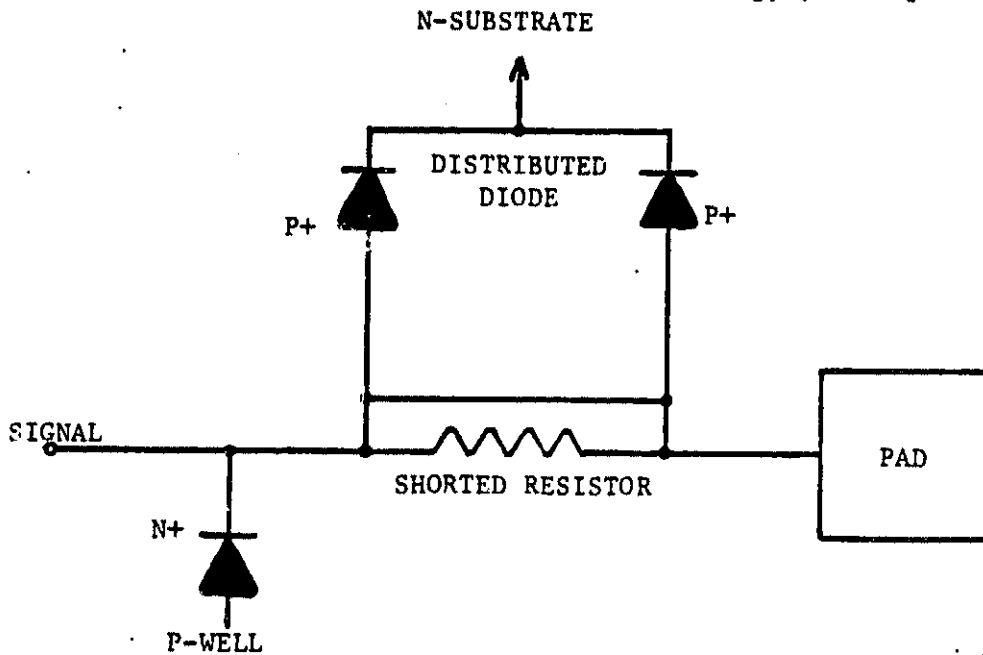 N-SUBSTRATE
DISTRIBUTED
DIODE
P+
P+
SIGNAL
PAD
SHORTED RESISTOR
N+
P-WELL